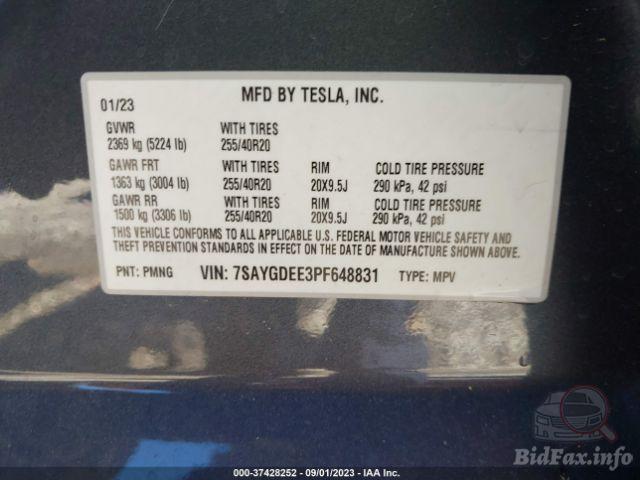 01/23 MFD BY TESLA, INC.
GVWR WITH TIRES
2369 kg (5224 lb) 255/40R20
GAWR FRT WITH TIRES RIM COLD TIRE PRESSURE
1363 kg (3004 lb) 255/40R20 20X9.5J 290 kPa, 42 psi
GAWR RR WITH TIRES RIM COLD TIRE PRESSURE
1500 kg (3306 lb) 255/40R20 20X9.5J 290 kPa, 42 psi
THIS VEHICLE CONFORMS TO ALL APPLICABLE U.S. FEDERAL MOTOR VEHICLE SAFETY AND
THEFT PREVENTION STANDARDS IN EFFECT ON THE DATE OF MANUFACTURE SHOWN ABOVE.
PNT: PMNG VIN: 7SAYGDEE3PF648831 TYPE: MPV
BidFax.info
000-37428252 - 09/01/2023 - IAA Inc.